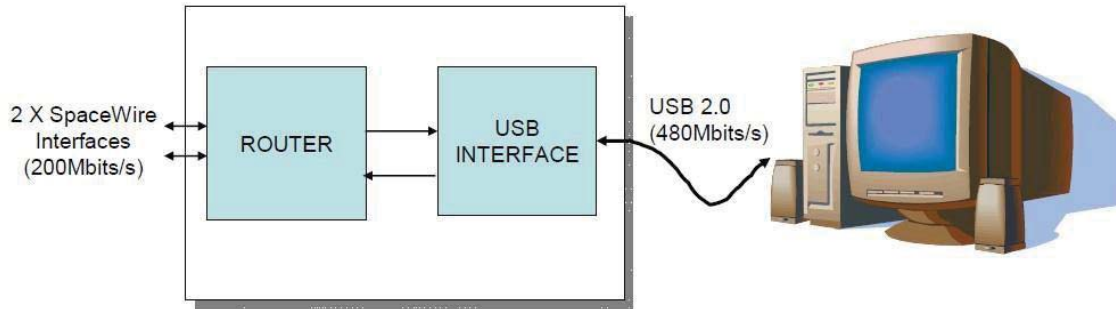 2 X SpaceWire
Interfaces
(200Mbits/s)
ROUTER
USB
INTERFACE
USB 2.0
(480Mbits/s)